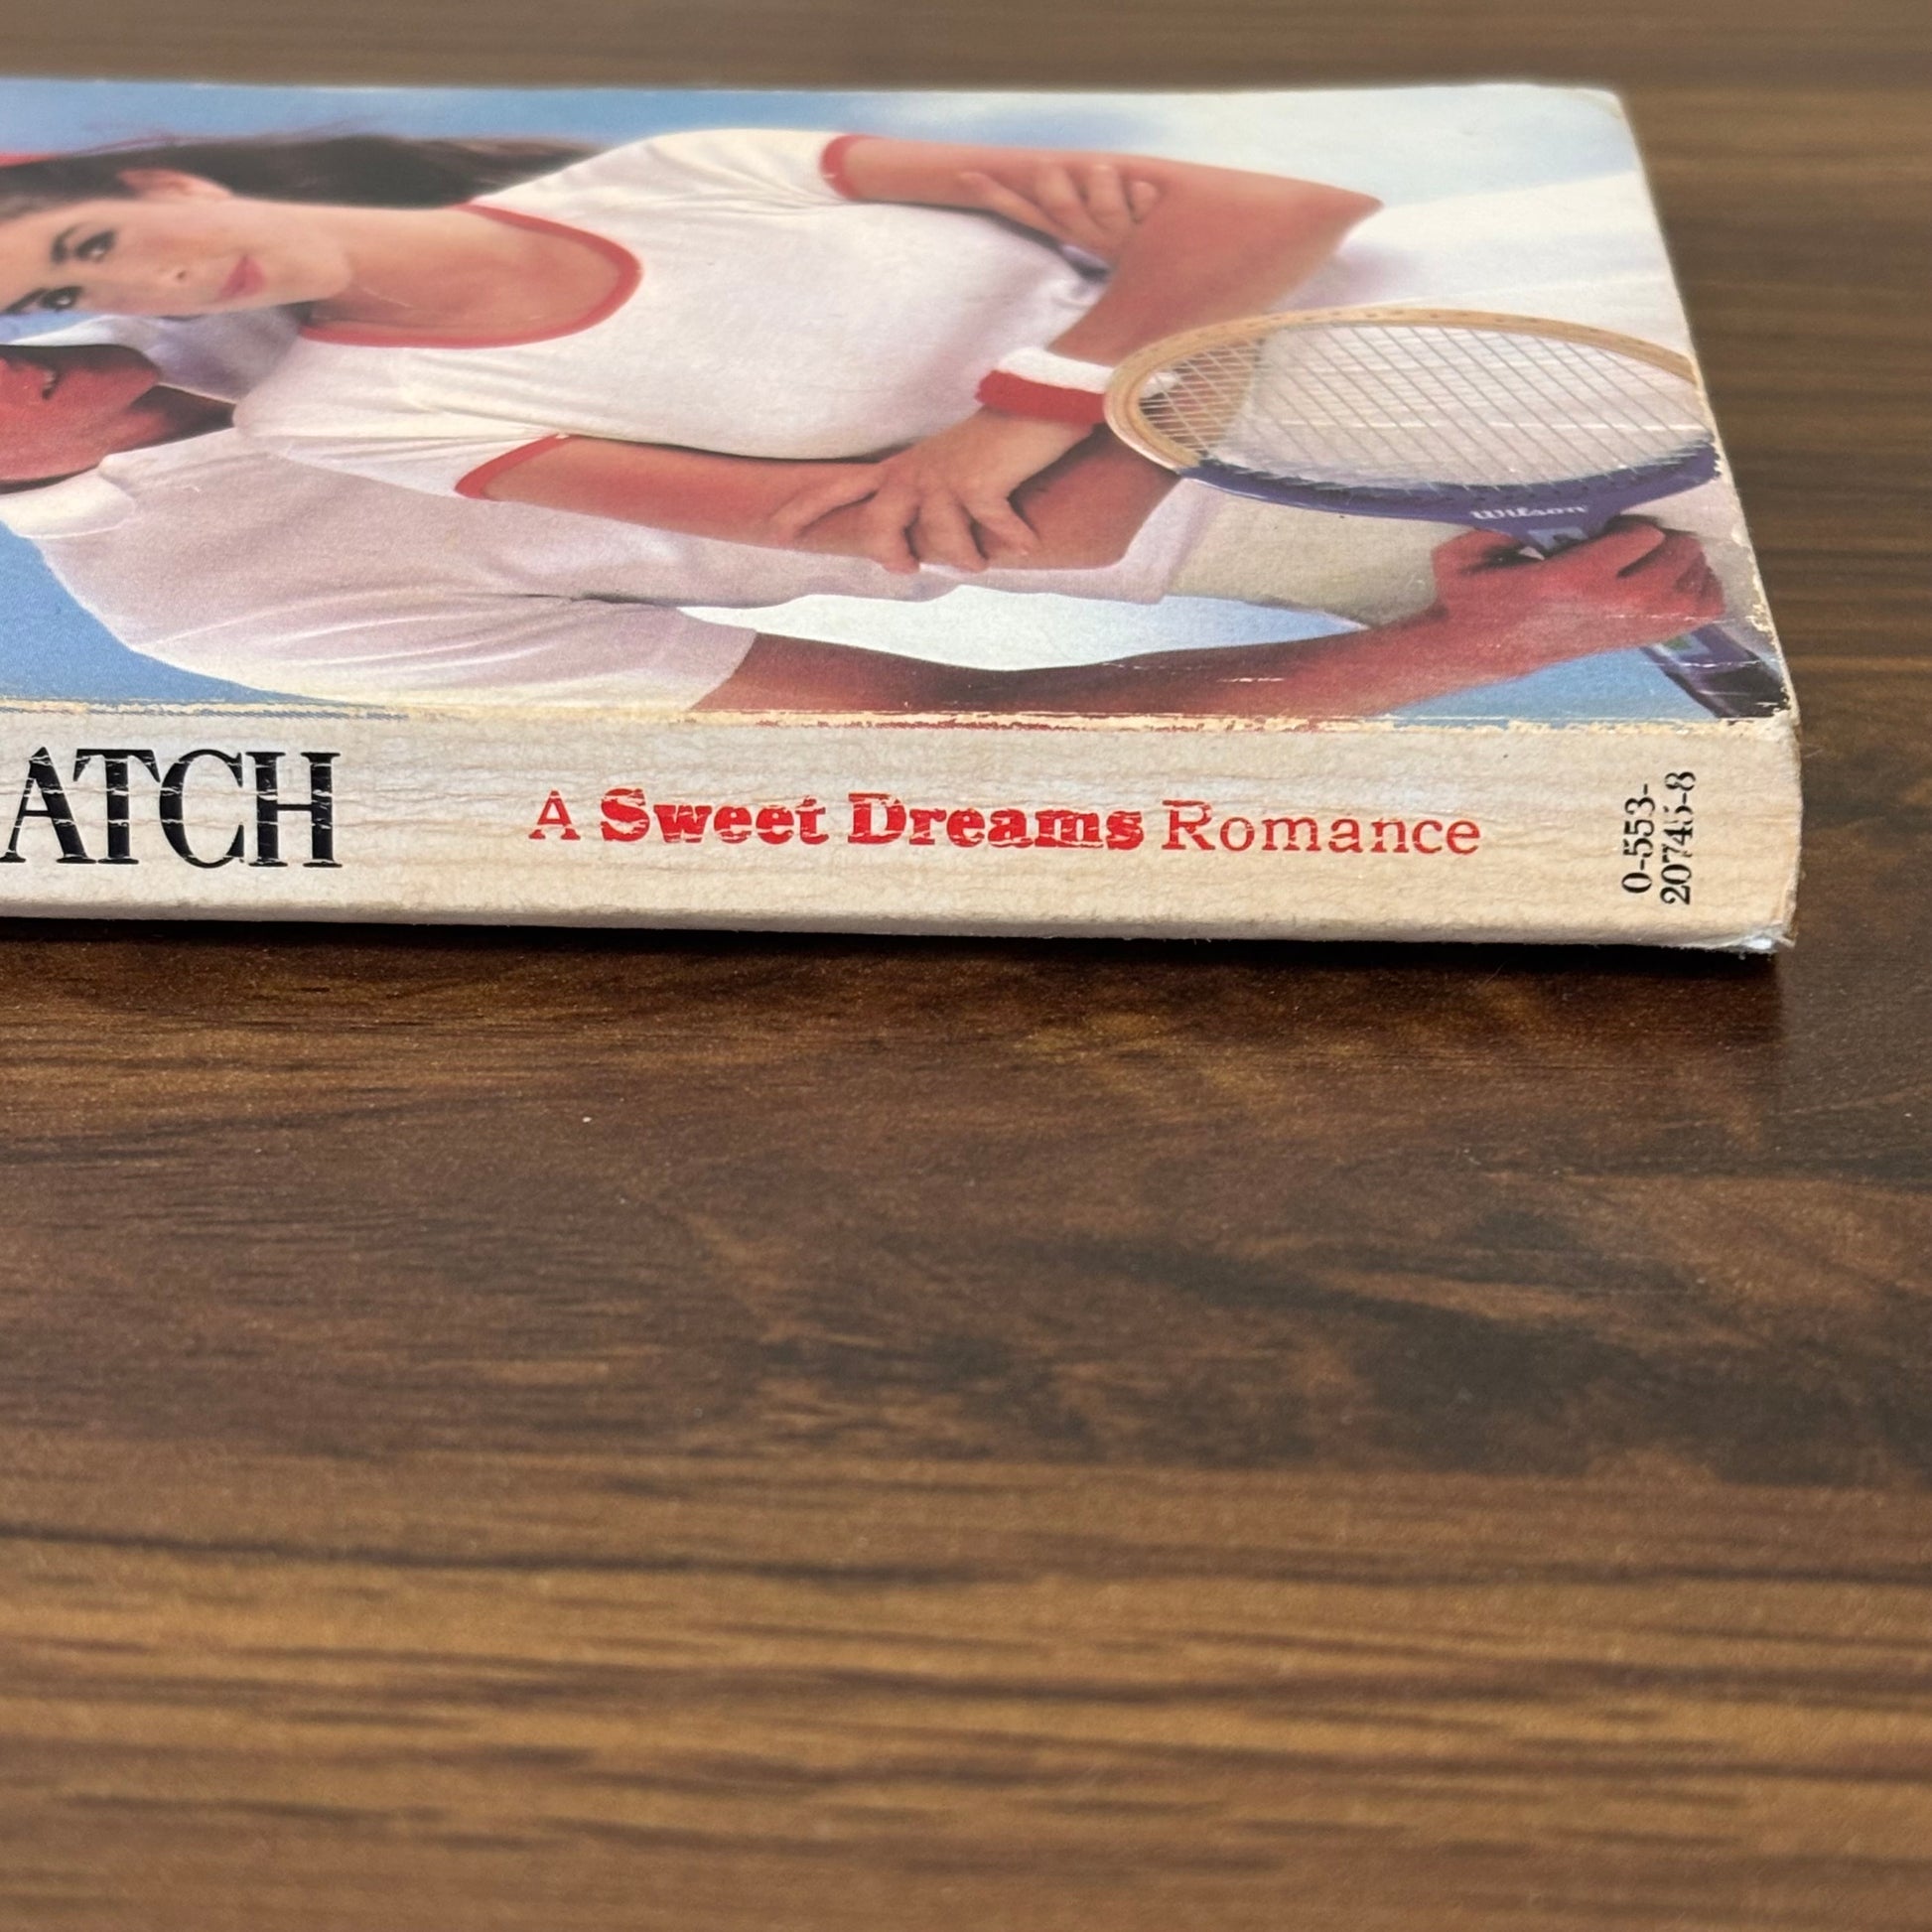 Wilson
ATCH
A Sweet Dreams Romance
0-553-
20745-8